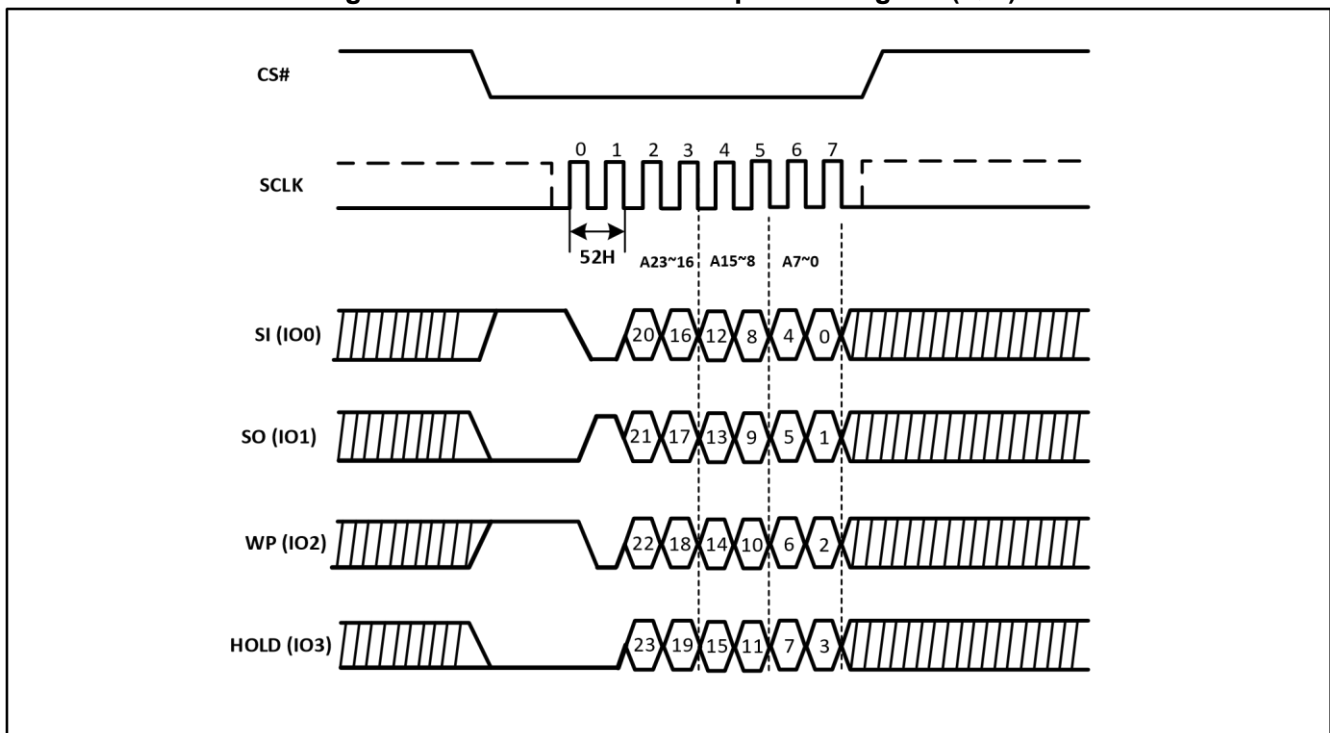 CS#
0 1 2 3 4 5 6 7
SCLK
52H
A23~16 A15~8 A7~0
SI (IO0) 20 16 12 8 4 0
SO (IO1) 21 17 13 9 5 1
WP (IO2) 22 18 14 10 6 2
HOLD (IO3) 23 19 15 11 7 3